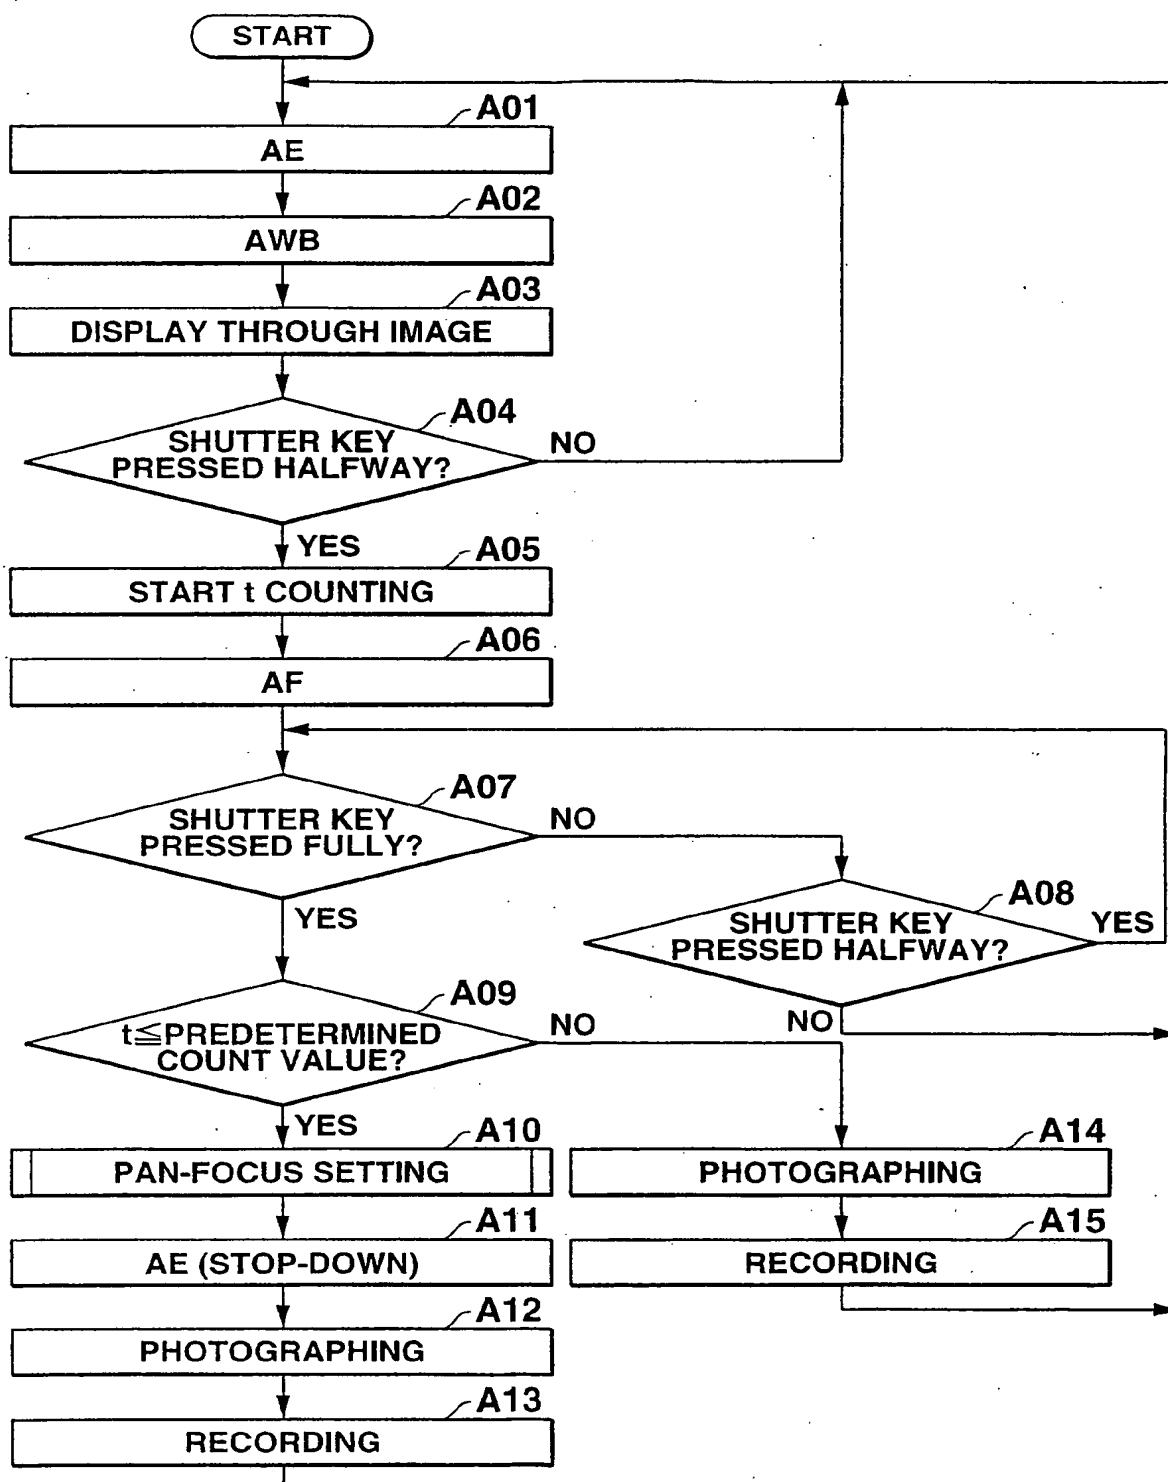 START
A01
AE
A02
AWB
A03
DISPLAY THROUGH IMAGE
A04
SHUTTER KEY
PRESSED HALFWAY?
NO
YES
A05
START t COUNTING
A06
AF
A07
SHUTTER KEY
PRESSED FULLY?
NO
YES
A08
SHUTTER KEY
PRESSED HALFWAY?
YES
NO
A09
t≦PREDETERMINED
COUNT VALUE?
NO
YES
A10
PAN-FOCUS SETTING
A14
PHOTOGRAPHING
A11
AE (STOP-DOWN)
A15
RECORDING
A12
PHOTOGRAPHING
A13
RECORDING